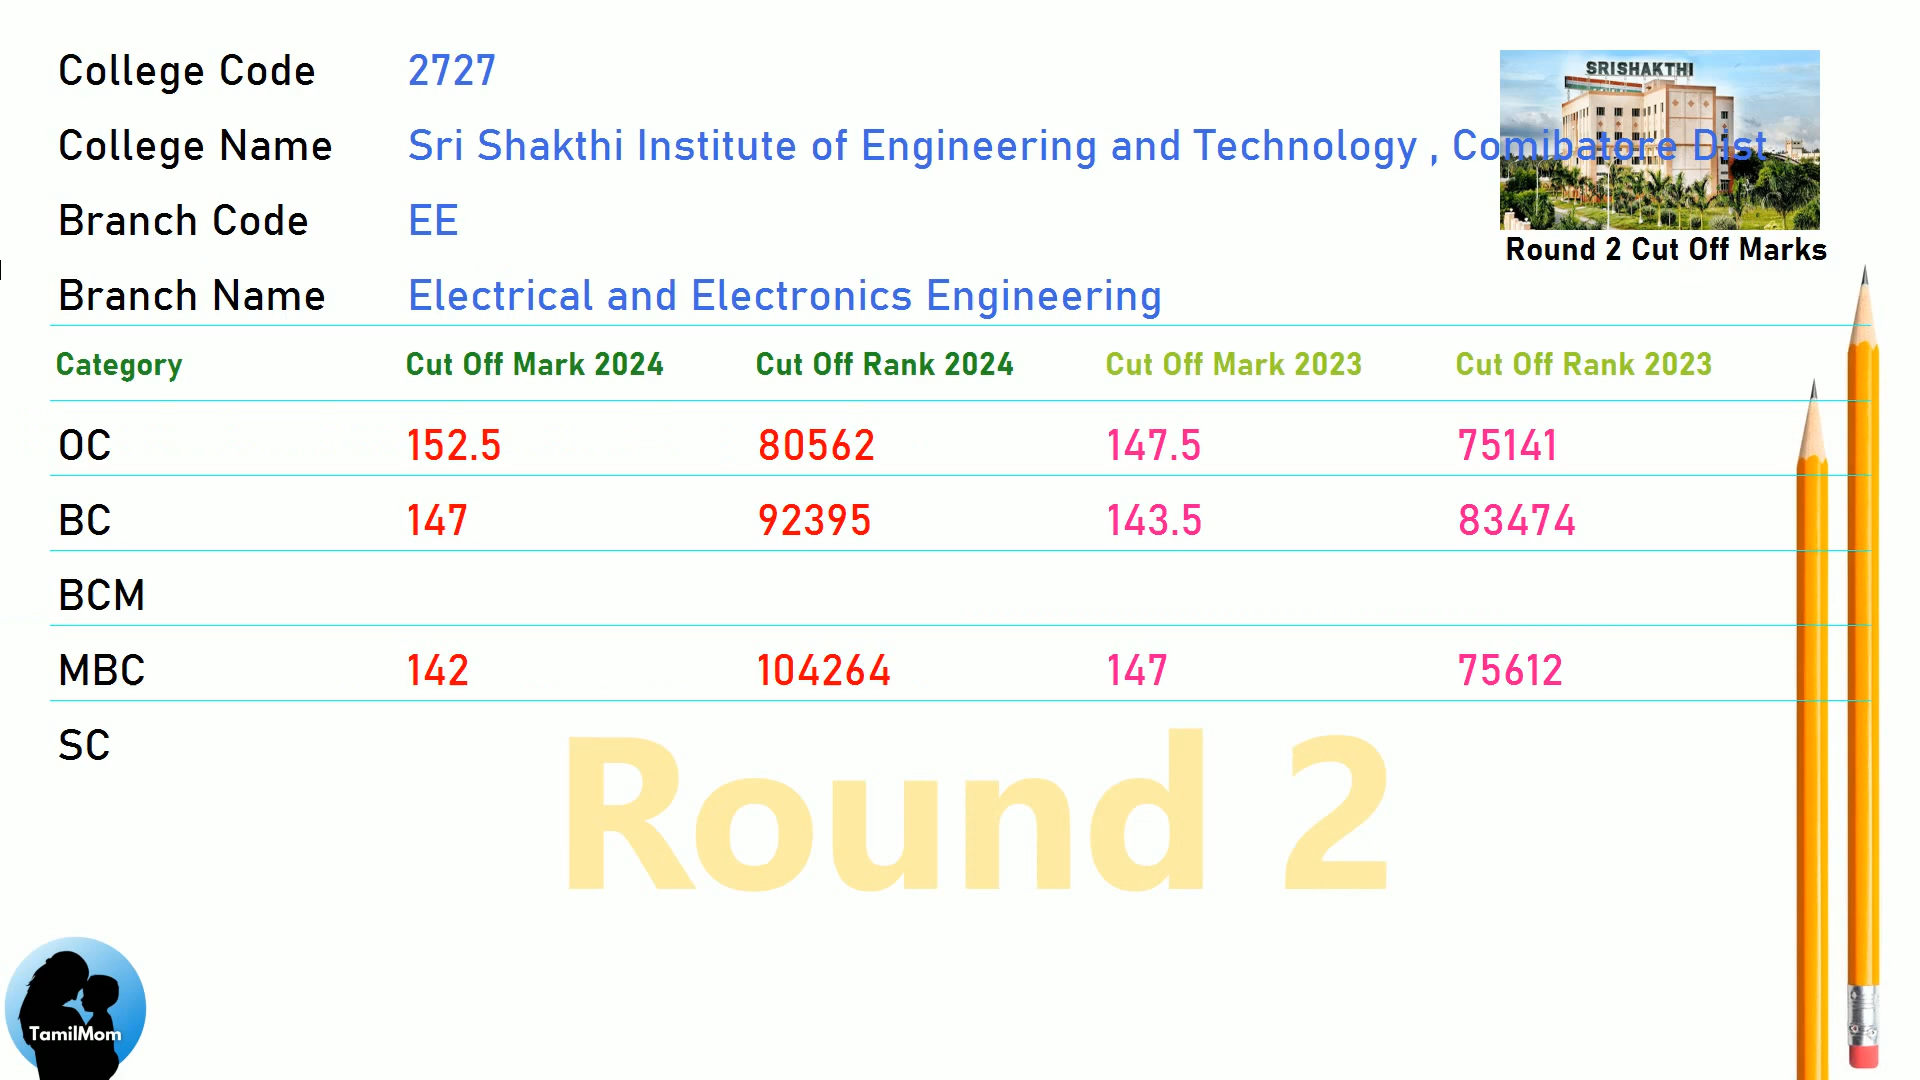 College Code 2727
SRISHAKTHI
College Name Sri Shakthi Institute of Engineering and Technology , Comibatore Dist
Branch Code EE
Round 2 Cut Off Marks
Branch Name Electrical and Electronics Engineering
Category Cut Off Mark 2024 Cut Off Rank 2024 Cut Off Mark 2023 Cut Off Rank 2023
OC 152.5 80562 147.5 75141
BC 147 92395 143.5 83474
BCM
MBC 142 104264 147 75612
SC
Round 2
TamilMom